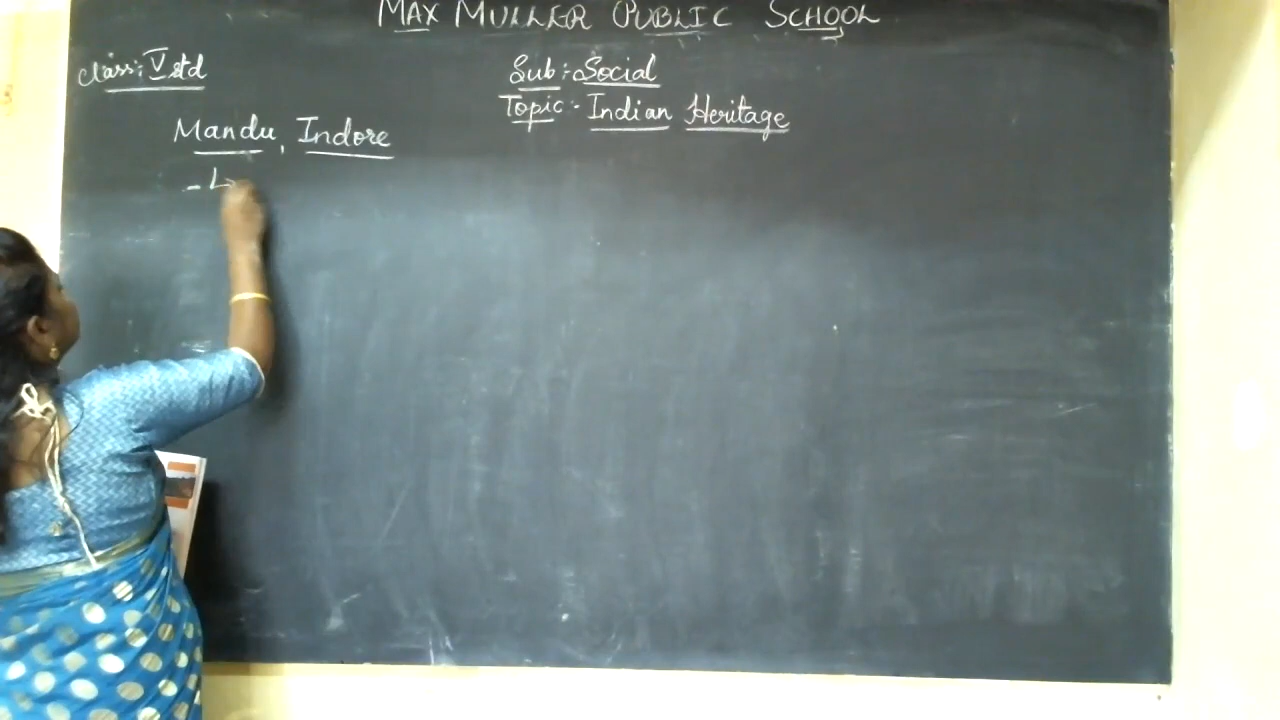 MAX MULLER PUBLIC SCHOOL
Class: V std
Sub :- Social
Topic :- Indian Heritage
Mandu, Indore
- L